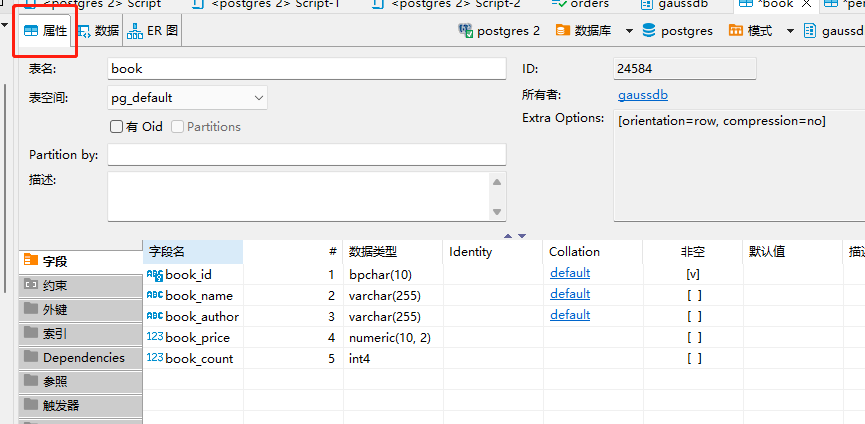 <postgres 2> Script <postgres 2> Script-1 <postgres 2> Script-2 orders gaussdb *book
属性 数据 ER 图 postgres 2 数据库 postgres 模式
表名: book
ID: 24584
表空间: pg_default
所有者: gaussdb
有 Oid Partitions
Extra Options: [orientation=row, compression=no]
Partition by:
描述:
字段名 # 数据类型 Identity Collation 非空 默认值
字段
约束
外键
索引
Dependencies
参照
触发器
book_id 1 bpchar(10) default [v]
book_name 2 varchar(255) default [ ]
book_author 3 varchar(255) default [ ]
book_price 4 numeric(10, 2) [ ]
book_count 5 int4 [ ]